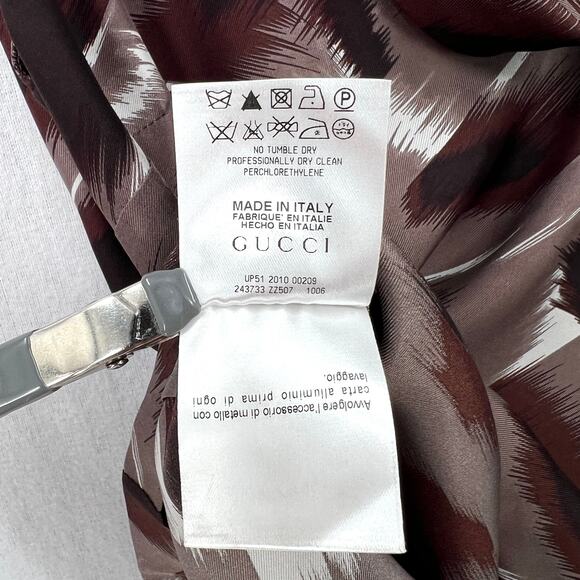 P
NO TUMBLE DRY
PROFESSIONALLY DRY CLEAN
PERCHLORETHYLENE
MADE IN ITALY
FABRIQUE' EN ITALIE
HECHO EN ITALIA
GUCCI
UP51 2010 00209
243733 ZZ507 1006
Avvolgere l'accessorio di metallo con
carta alluminio prima di ogni
lavaggio.